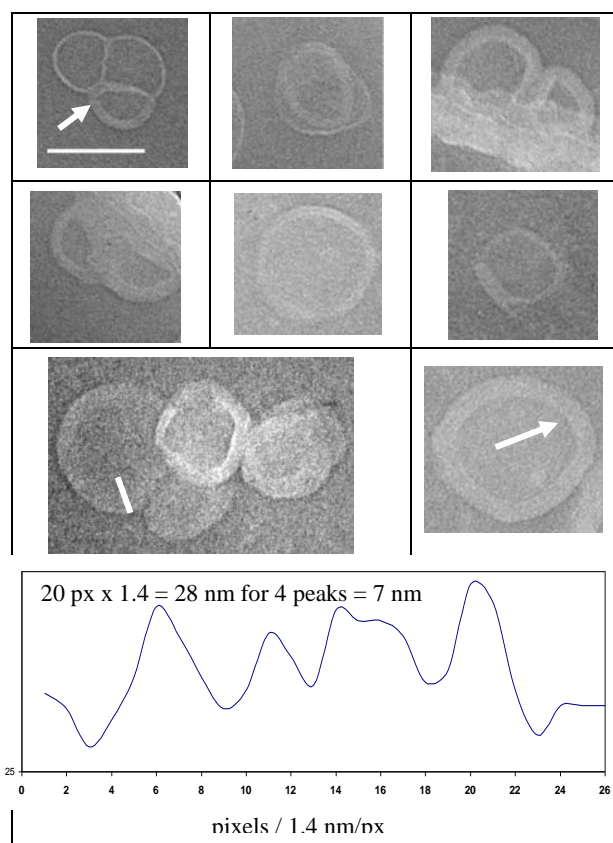 20 px x 1.4 = 28 nm for 4 peaks = 7 nm
25
0 2 4 6 8 10 12 14 16 18 20 22 24 26
pixels / 1.4 nm/px